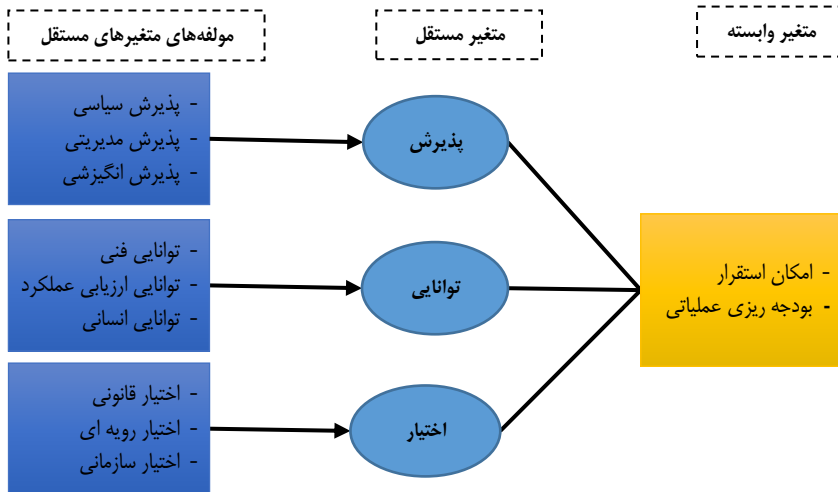 متغیر وابسته
متغیر مستقل
مولفه‌های متغیرهای مستقل
- پذیرش سیاسی
- پذیرش مدیریتی
- پذیرش انگیزشی
پذیرش
- توانایی فنی
- توانایی ارزیابی عملکرد
- توانایی انسانی
توانایی
- اختیار قانونی
- اختیار رویه ای
- اختیار سازمانی
اختیار
- امکان استقرار
- بودجه ریزی عملیاتی